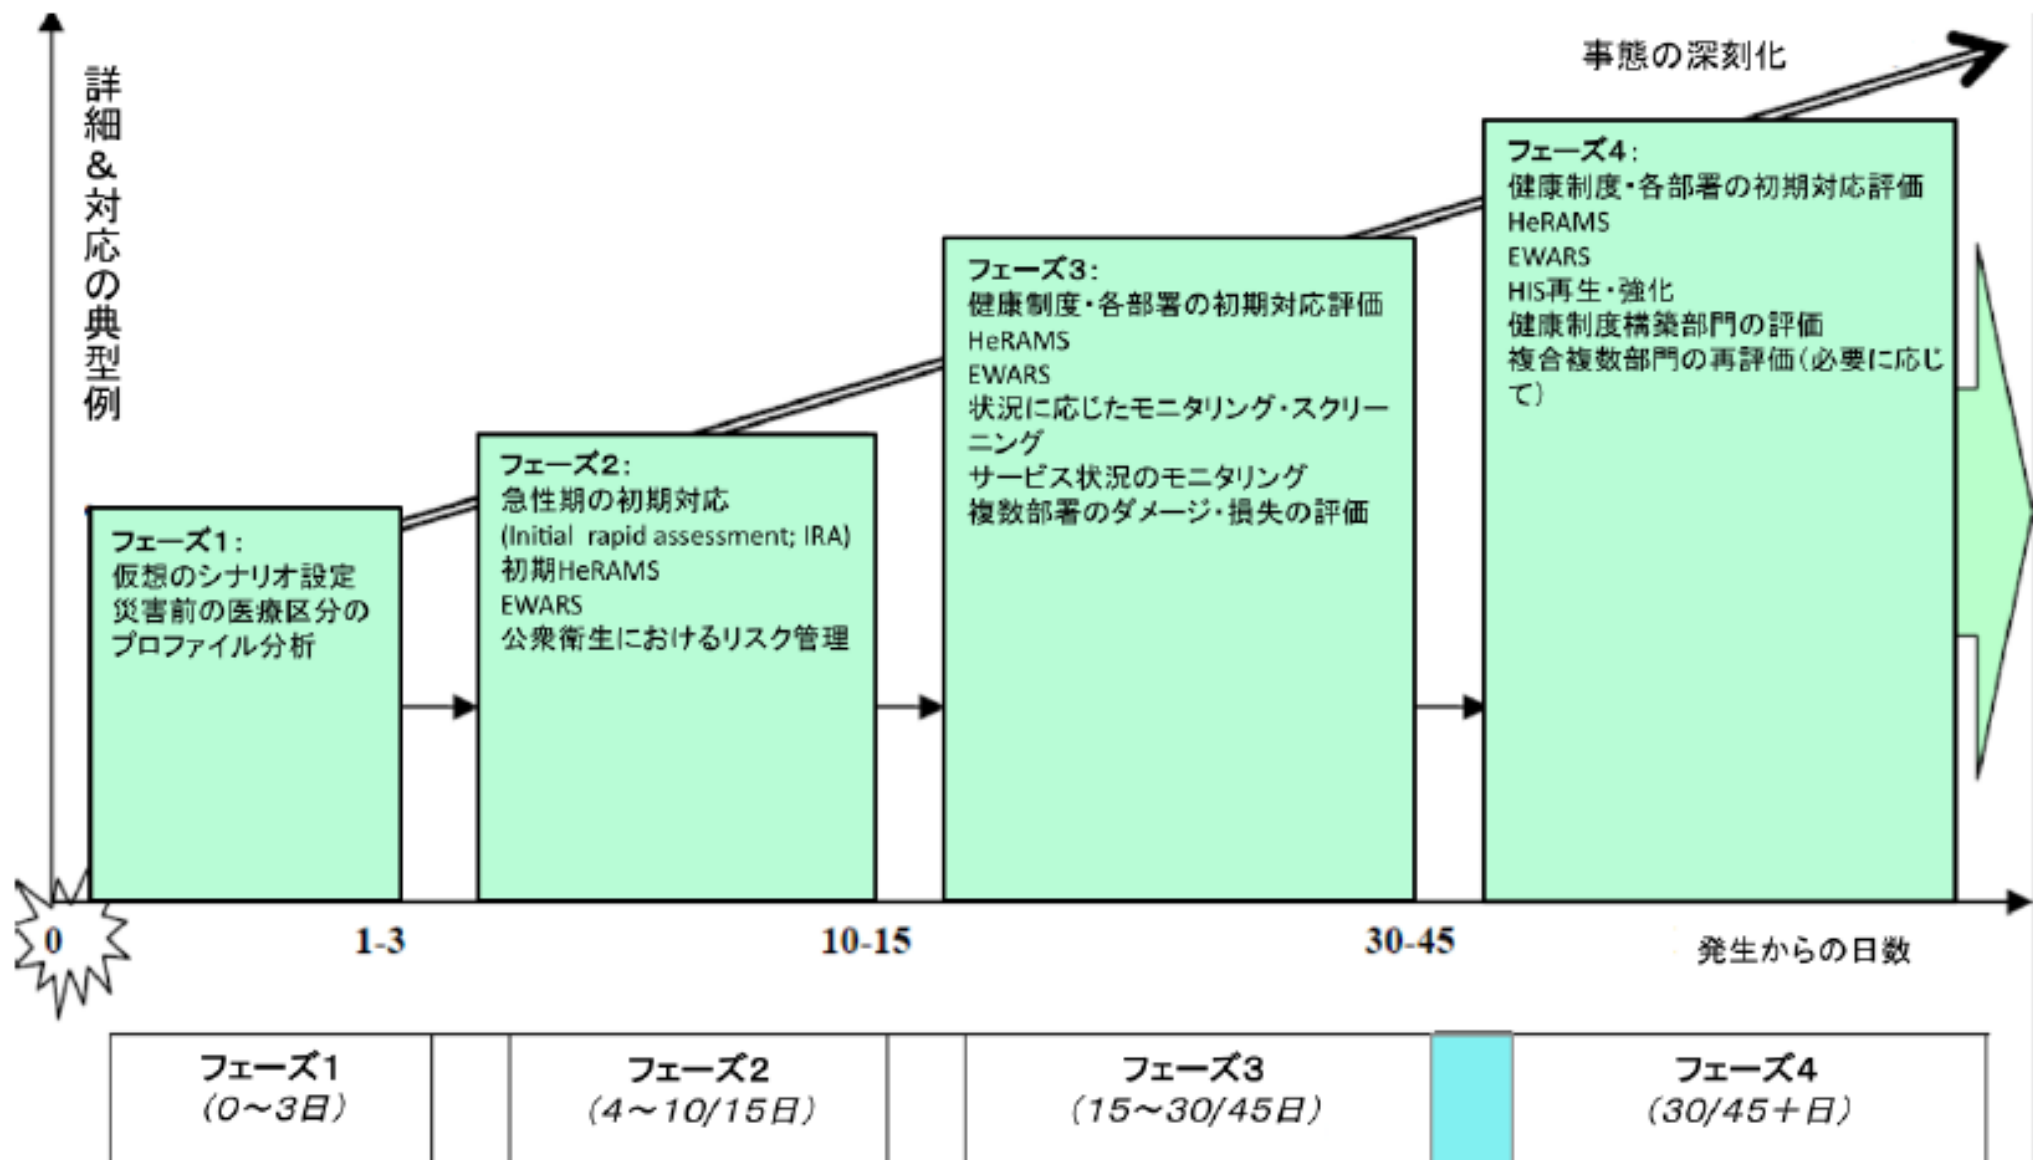 詳細&対応の典型例
事態の深刻化
フェーズ1:
仮想のシナリオ設定
災害前の医療区分の
プロファイル分析
フェーズ2:
急性期の初期対応
(Initial rapid assessment; IRA)
初期HeRAMS
EWARS
公衆衛生におけるリスク管理
フェーズ3:
健康制度・各部署の初期対応評価
HeRAMS
EWARS
状況に応じたモニタリング・スクリー
ニング
サービス状況のモニタリング
複数部署のダメージ・損失の評価
フェーズ4:
健康制度・各部署の初期対応評価
HeRAMS
EWARS
HIS再生・強化
健康制度構築部門の評価
複合複数部門の再評価(必要に応じ
て)
0
1-3
10-15
30-45
発生からの日数
フェーズ1
(0～3日)
フェーズ2
(4～10/15日)
フェーズ3
(15～30/45日)
フェーズ4
(30/45+日)